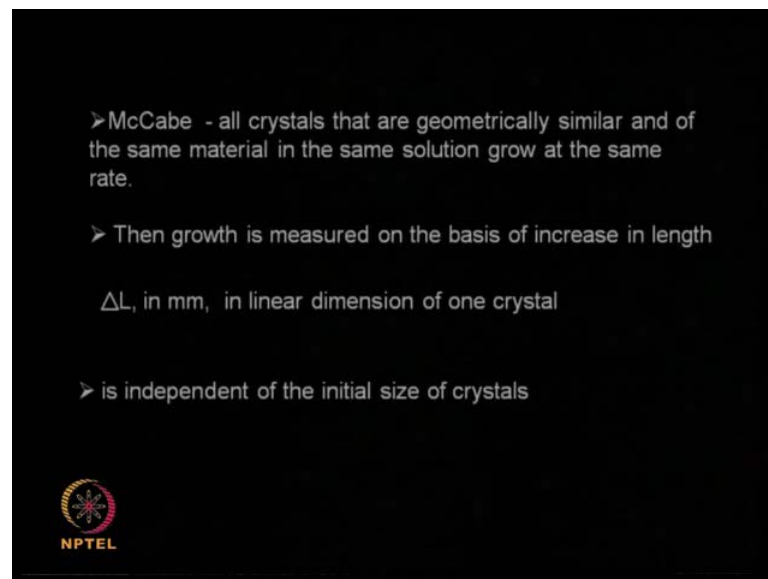 ➢McCabe - all crystals that are geometrically similar and of
the same material in the same solution grow at the same
rate.
➢ Then growth is measured on the basis of increase in length
△L, in mm, in linear dimension of one crystal
➢ is independent of the initial size of crystals
NPTEL